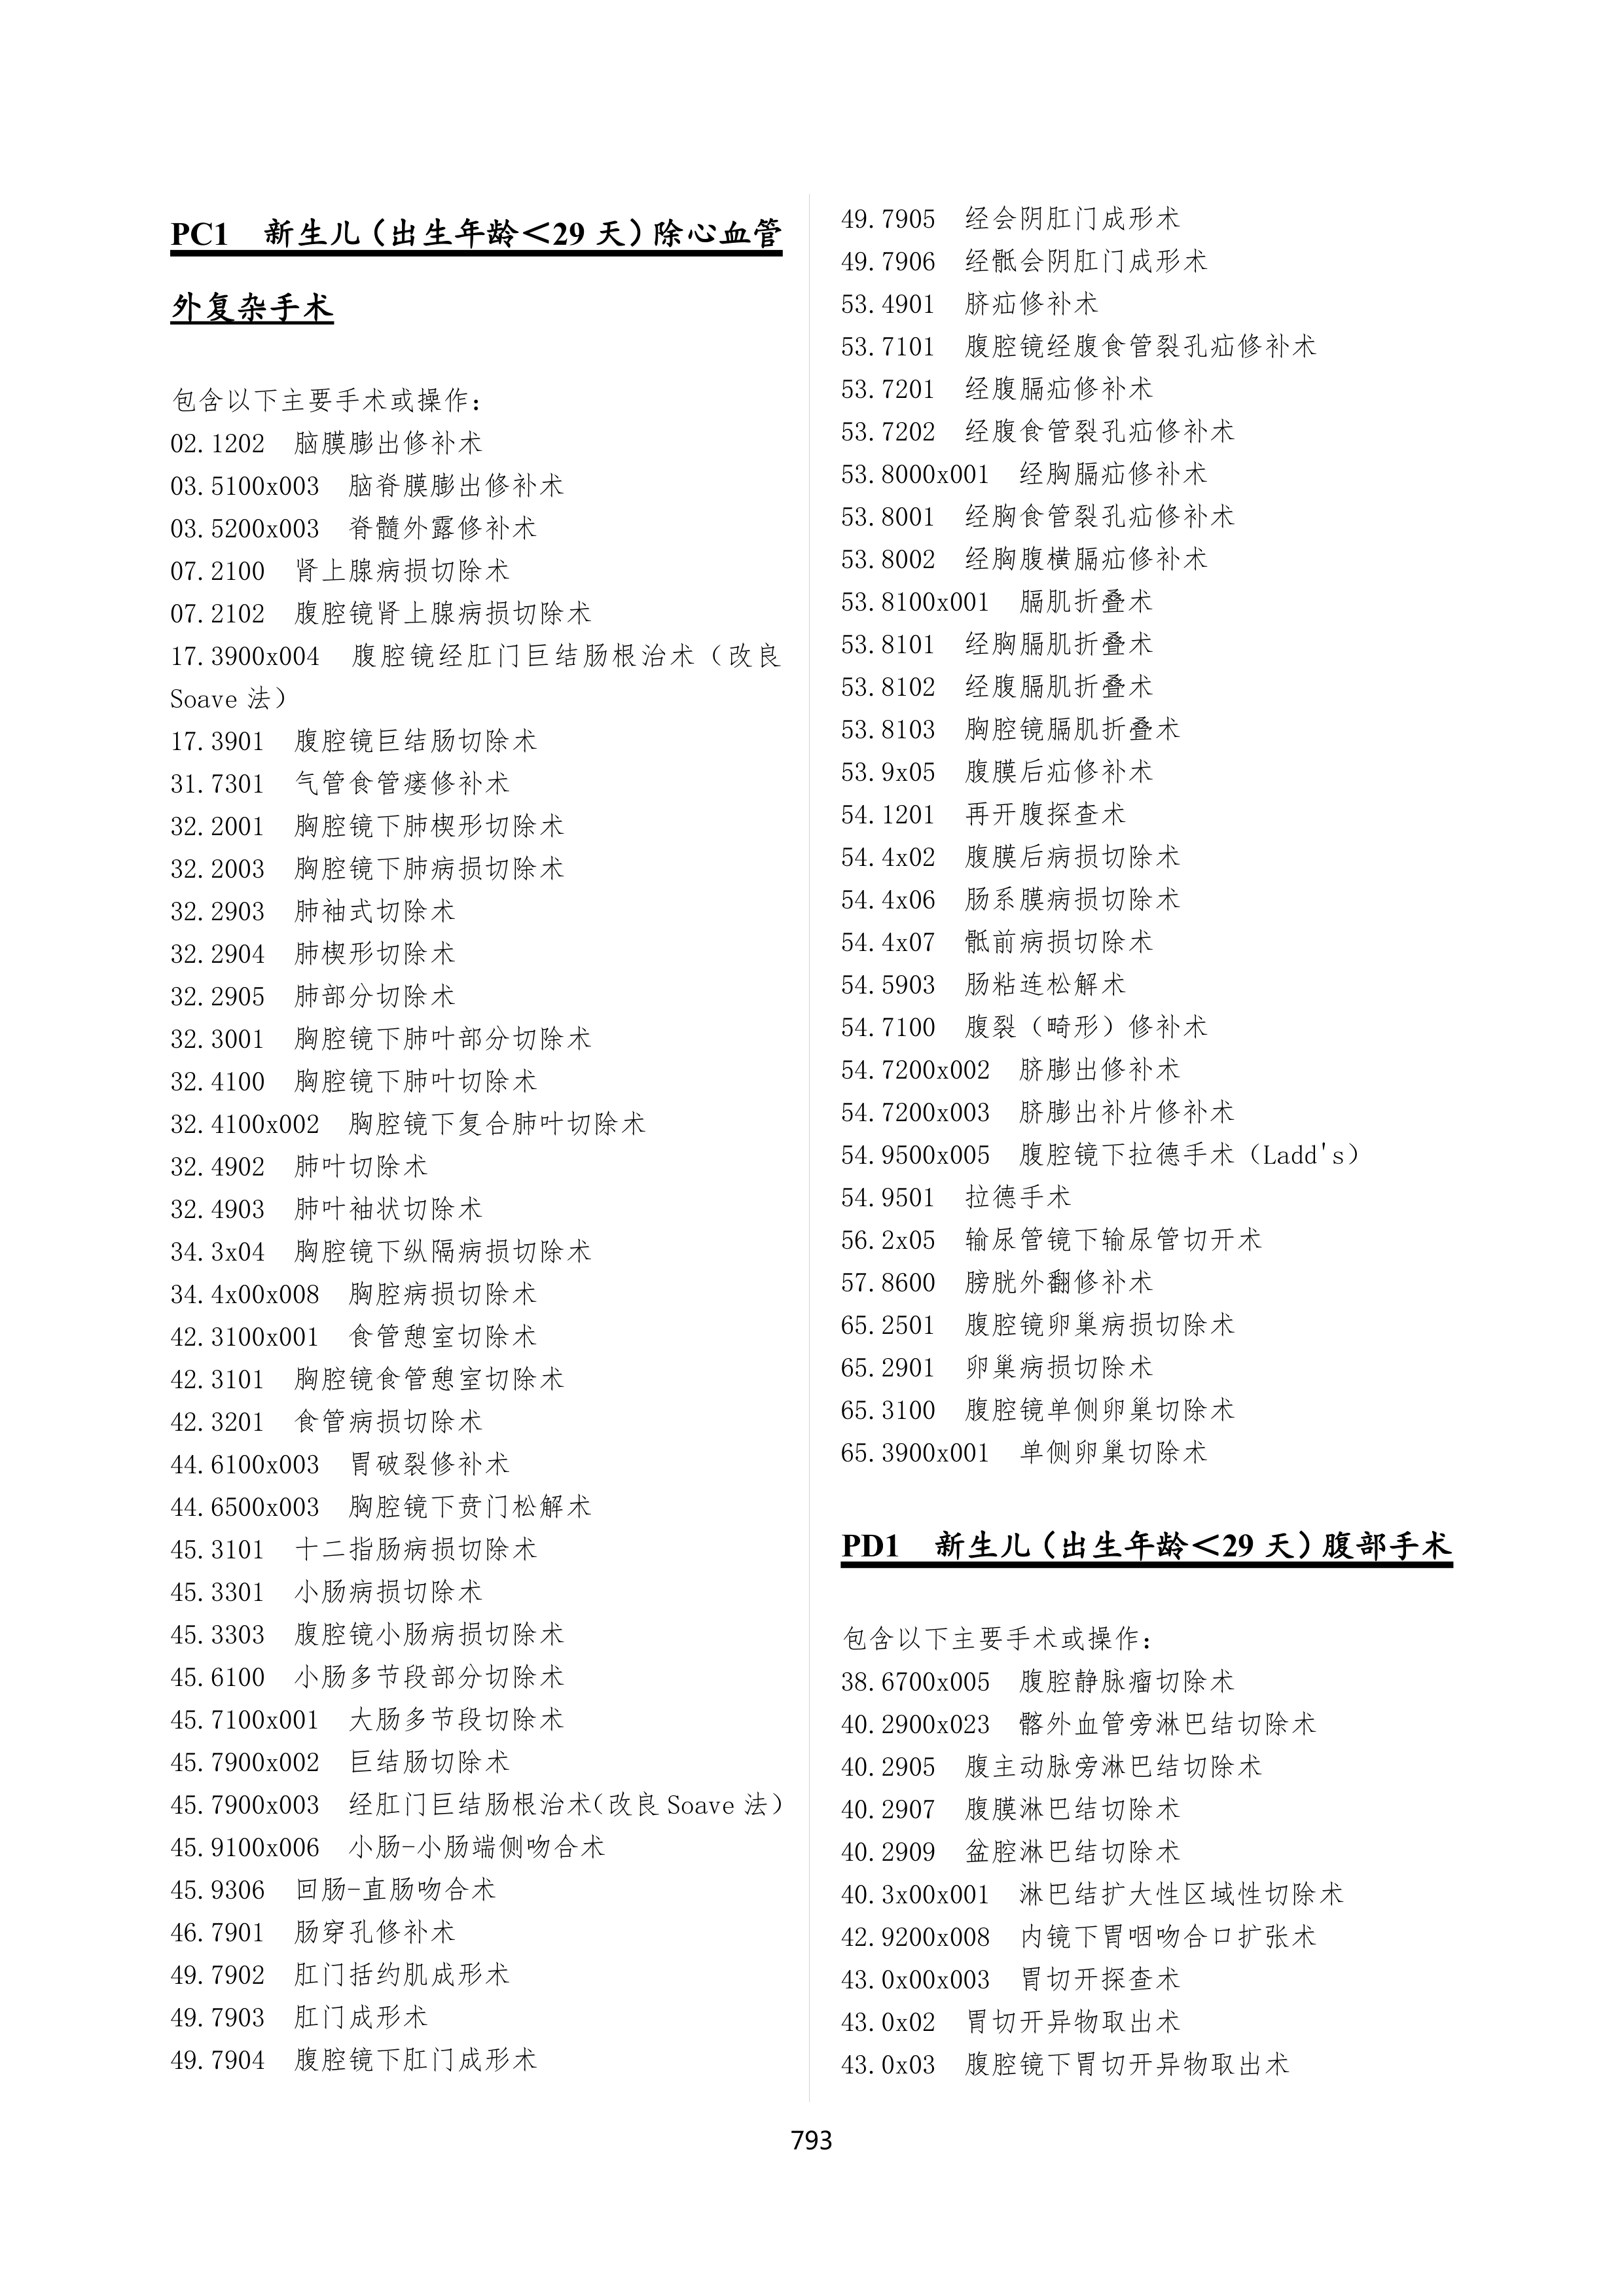 PC1　新生儿（出生年龄＜29 天）除心血管
外复杂手术
包含以下主要手术或操作：
02.1202　脑膜膨出修补术
03.5100x003　脑脊膜膨出修补术
03.5200x003　脊髓外露修补术
07.2100　肾上腺病损切除术
07.2102　腹腔镜肾上腺病损切除术
17.3900x004　腹腔镜经肛门巨结肠根治术（改良
Soave 法）
17.3901　腹腔镜巨结肠切除术
31.7301　气管食管瘘修补术
32.2001　胸腔镜下肺楔形切除术
32.2003　胸腔镜下肺病损切除术
32.2903　肺袖式切除术
32.2904　肺楔形切除术
32.2905　肺部分切除术
32.3001　胸腔镜下肺叶部分切除术
32.4100　胸腔镜下肺叶切除术
32.4100x002　胸腔镜下复合肺叶切除术
32.4902　肺叶切除术
32.4903　肺叶袖状切除术
34.3x04　胸腔镜下纵隔病损切除术
34.4x00x008　胸腔病损切除术
42.3100x001　食管憩室切除术
42.3101　胸腔镜食管憩室切除术
42.3201　食管病损切除术
44.6100x003　胃破裂修补术
44.6500x003　胸腔镜下贲门松解术
45.3101　十二指肠病损切除术
45.3301　小肠病损切除术
45.3303　腹腔镜小肠病损切除术
45.6100　小肠多节段部分切除术
45.7100x001　大肠多节段切除术
45.7900x002　巨结肠切除术
45.7900x003　经肛门巨结肠根治术（改良 Soave 法）
45.9100x006　小肠-小肠端侧吻合术
45.9306　回肠-直肠吻合术
46.7901　肠穿孔修补术
49.7902　肛门括约肌成形术
49.7903　肛门成形术
49.7904　腹腔镜下肛门成形术
49.7905　经会阴肛门成形术
49.7906　经骶会阴肛门成形术
53.4901　脐疝修补术
53.7101　腹腔镜经腹食管裂孔疝修补术
53.7201　经腹膈疝修补术
53.7202　经腹食管裂孔疝修补术
53.8000x001　经胸膈疝修补术
53.8001　经胸食管裂孔疝修补术
53.8002　经胸腹横膈疝修补术
53.8100x001　膈肌折叠术
53.8101　经胸膈肌折叠术
53.8102　经腹膈肌折叠术
53.8103　胸腔镜膈肌折叠术
53.9x05　腹膜后疝修补术
54.1201　再开腹探查术
54.4x02　腹膜后病损切除术
54.4x06　肠系膜病损切除术
54.4x07　骶前病损切除术
54.5903　肠粘连松解术
54.7100　腹裂（畸形）修补术
54.7200x002　脐膨出修补术
54.7200x003　脐膨出补片修补术
54.9500x005　腹腔镜下拉德手术（Ladd's）
54.9501　拉德手术
56.2x05　输尿管镜下输尿管切开术
57.8600　膀胱外翻修补术
65.2501　腹腔镜卵巢病损切除术
65.2901　卵巢病损切除术
65.3100　腹腔镜单侧卵巢切除术
65.3900x001　单侧卵巢切除术
PD1　新生儿（出生年龄＜29 天）腹部手术
包含以下主要手术或操作：
38.6700x005　腹腔静脉瘤切除术
40.2900x023　髂外血管旁淋巴结切除术
40.2905　腹主动脉旁淋巴结切除术
40.2907　腹膜淋巴结切除术
40.2909　盆腔淋巴结切除术
40.3x00x001　淋巴结扩大性区域性切除术
42.9200x008　内镜下胃咽吻合口扩张术
43.0x00x003　胃切开探查术
43.0x02　胃切开异物取出术
43.0x03　腹腔镜下胃切开异物取出术
793